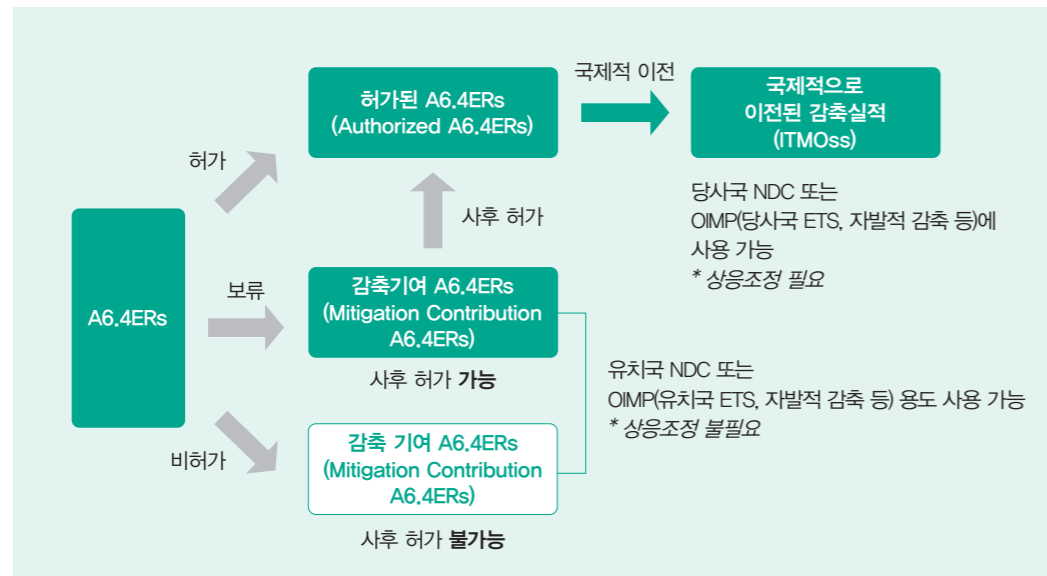 국제적 이전
허가된 A6.4ERs
(Authorized A6.4ERs)
국제적으로
이전된 감축실적
(ITMOss)
허가
사후 허가
당사국 NDC 또는
OIMP(당사국 ETS, 자발적 감축 등)에
사용 가능
* 상응조정 필요
A6.4ERs
보류
감축기여 A6.4ERs
(Mitigation Contribution
A6.4ERs)
사후 허가 가능
유치국 NDC 또는
OIMP(유치국 ETS, 자발적 감축 등) 용도 사용 가능
* 상응조정 불필요
비허가
감축 기여 A6.4ERs
(Mitigation Contribution
A6.4ERs)
사후 허가 불가능